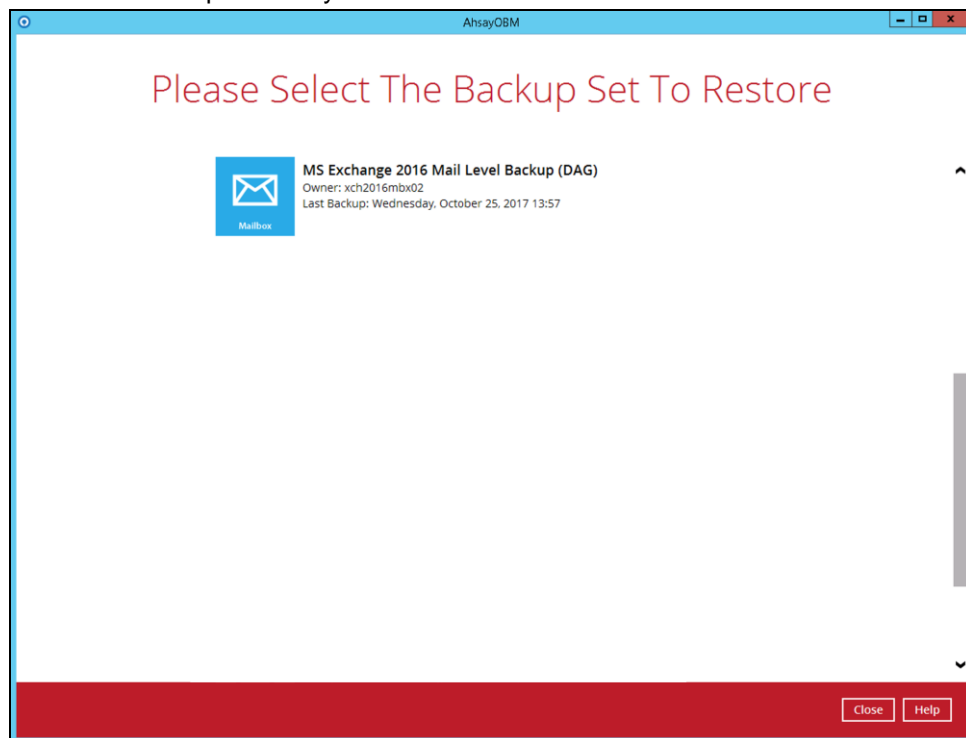 AhsayOBM
Please Select The Backup Set To Restore
MS Exchange 2016 Mail Level Backup (DAG)
Owner: xch2016mbx02
Last Backup: Wednesday, October 25, 2017 13:57
Mailbox
Close
Help